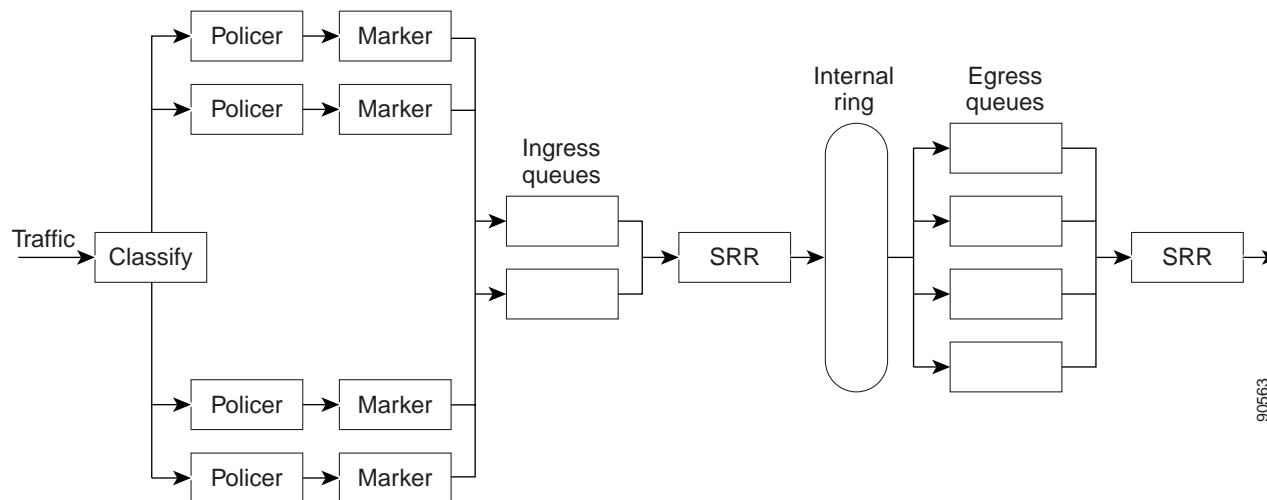 Policer
Marker
Policer
Marker
Internal
ring
Egress
queues
Ingress
queues
Traffic
Classify
SRR
SRR
Policer
Marker
90563
Policer
Marker